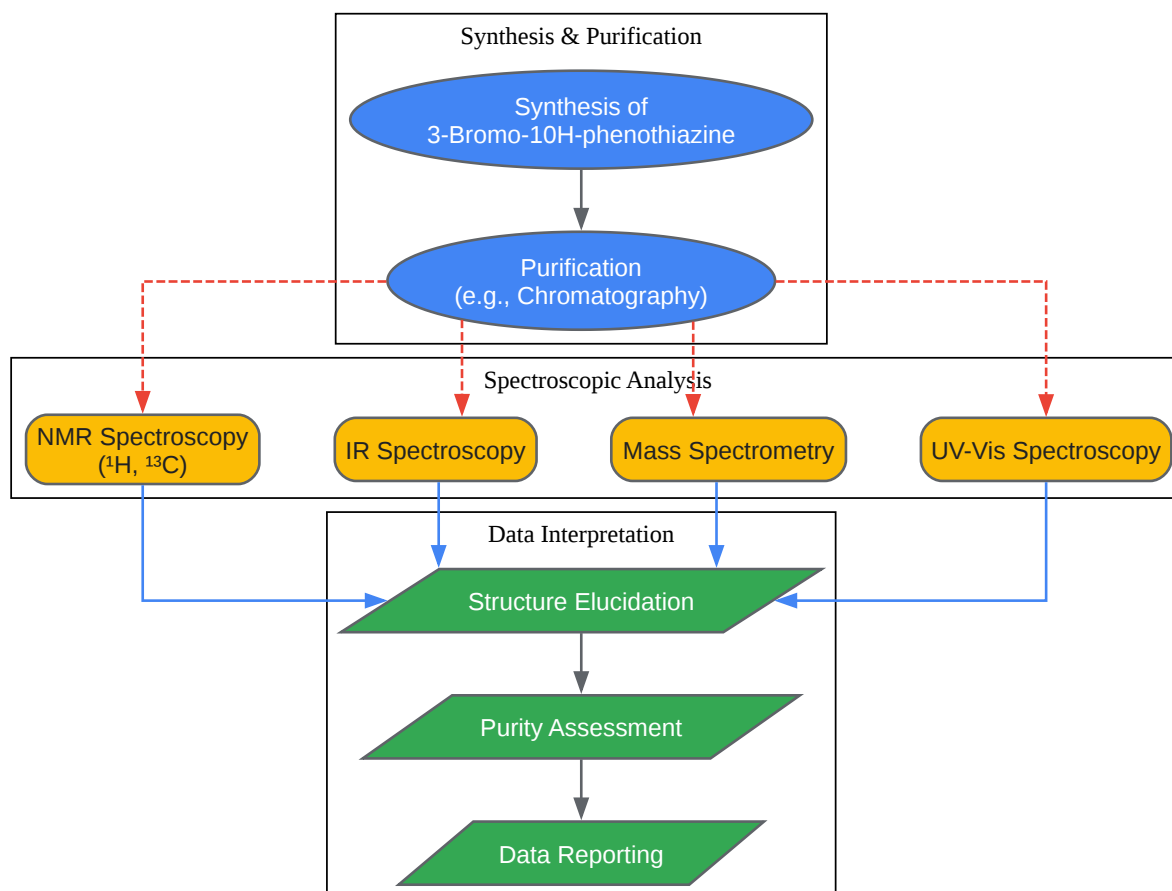 Synthesis & Purification
Synthesis of
3-Bromo-10H-phenothiazine
Purification
(e.g., Chromatography)
Spectroscopic Analysis
NMR Spectroscopy
(¹H, ¹³C)
IR Spectroscopy
Mass Spectrometry
UV-Vis Spectroscopy
Data Interpretation
Structure Elucidation
Purity Assessment
Data Reporting